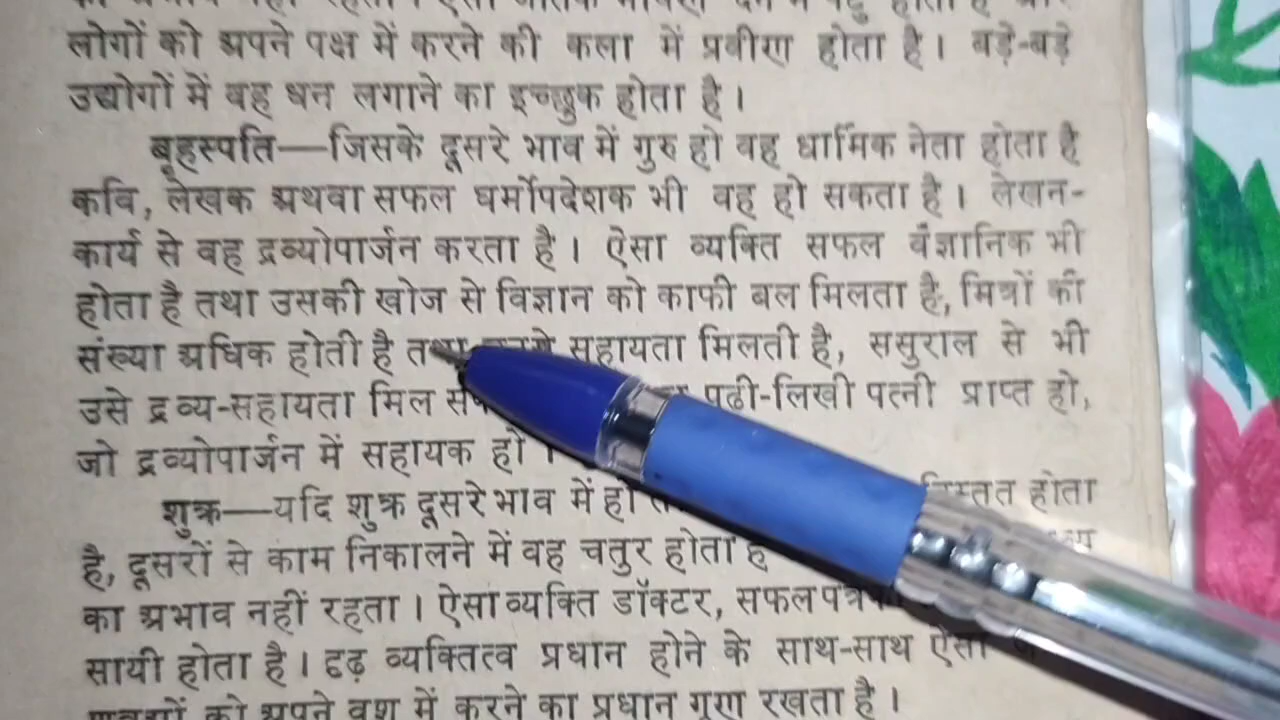 लोगों को अपने पक्ष में करने की कला में प्रवीण होता है। बड़े-बड़े
उद्योगों में वह धन लगाने का इच्छुक होता है।
बृहस्पति—जिसके दूसरे भाव में गुरु हो वह धार्मिक नेता होता है
कवि, लेखक अथवा सफल धर्मोपदेशक भी वह हो सकता है। लेखन-
कार्य से वह द्रव्योपार्जन करता है। ऐसा व्यक्ति सफल वैज्ञानिक भी
होता है तथा उसकी खोज से विज्ञान को काफी बल मिलता है, मित्रों की
संख्या अधिक होती है तथा सहायता मिलती है, ससुराल से भी
उसे द्रव्य-सहायता मिल पढी-लिखी पत्नी प्राप्त हो,
जो द्रव्योपार्जन में सहायक हो।
शुक्र—यदि शुक्र दूसरे भाव में हो होता
है, दूसरों से काम निकालने में वह चतुर होता है
का अभाव नहीं रहता। ऐसा व्यक्ति डॉक्टर, सफल
सायी होता है। दृढ़ व्यक्तित्व प्रधान होने के साथ-साथ ऐसा
को अपने वश में करने का प्रधान गुण रखता है।